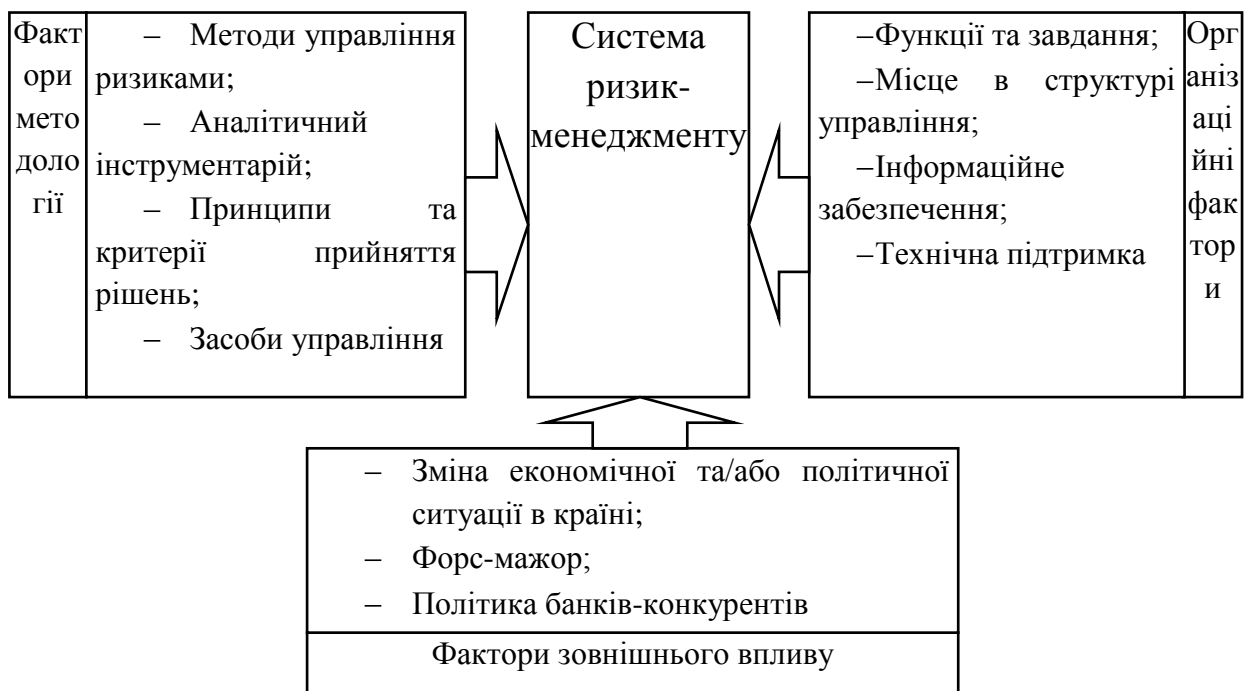 Факт
ори
мето
доло
гії
– Методи управління
ризиками;
– Аналітичний
інструментарій;
– Принципи та
критерії прийняття
рішень;
– Засоби управління
Система
ризик-
менеджменту
–Функції та завдання;
–Місце в структурі
управління;
–Інформаційне
забезпечення;
–Технічна підтримка
Орг
аніз
аці
йні
фак
тор
и
– Зміна економічної та/або політичної
ситуації в країні;
– Форс-мажор;
– Політика банків-конкурентів
Фактори зовнішнього впливу